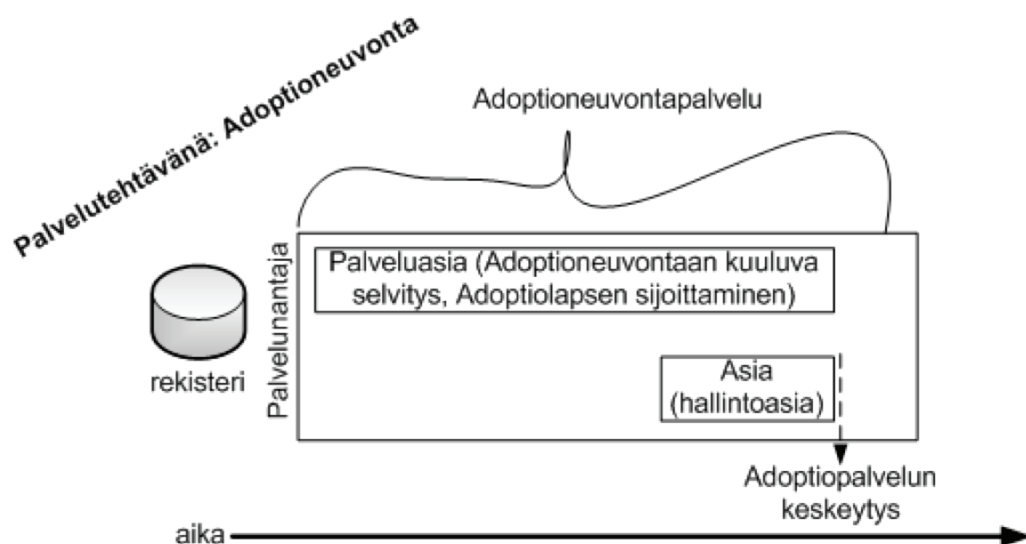 Palvelutehtävänä: Adoptioneuvonta
Adoptioneuvontapalvelu
Palvelunantaja
Palveluasia (Adoptioneuvontaan kuuluva
selvitys, Adoptiolapsen sijoittaminen)
rekisteri
Asia
(hallintoasia)
Adoptiopalvelun
keskeytys
aika